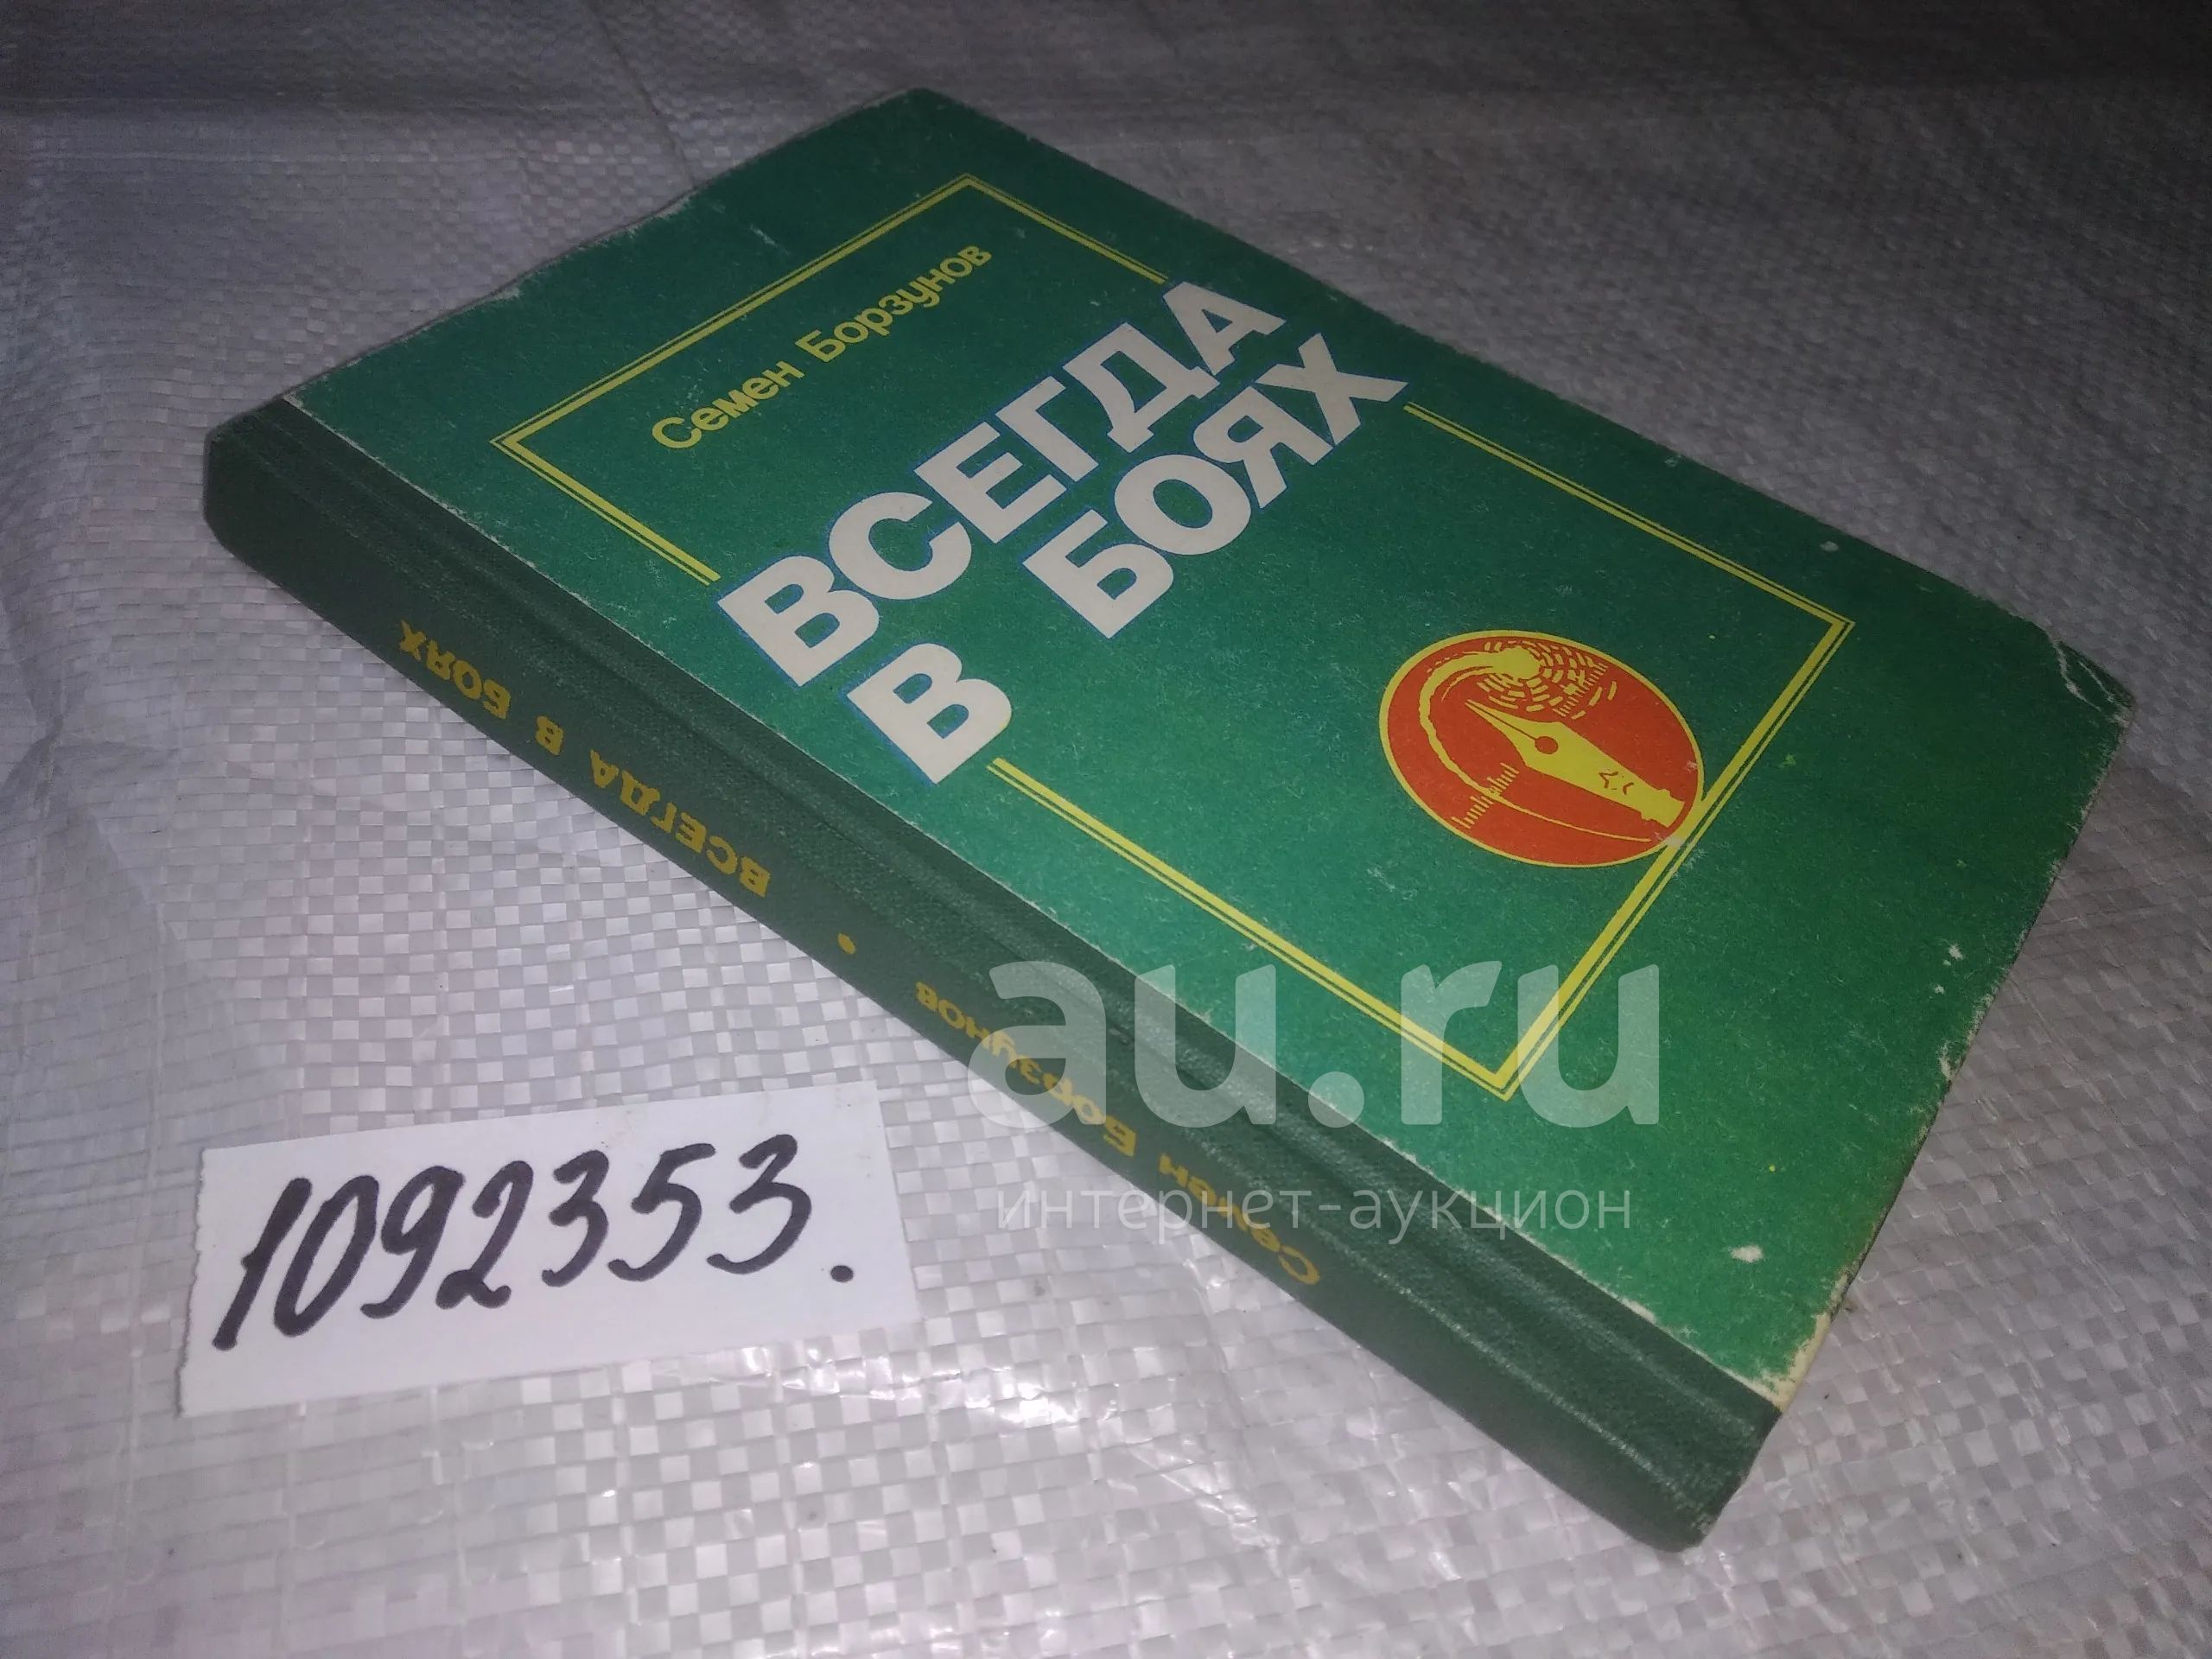 Семен Борзунов
ВСЕГДА
В БОЯХ
Семен Борзунов • ВСЕГДА В БОЯХ
1092353.
au.ru
интернет-аукцион